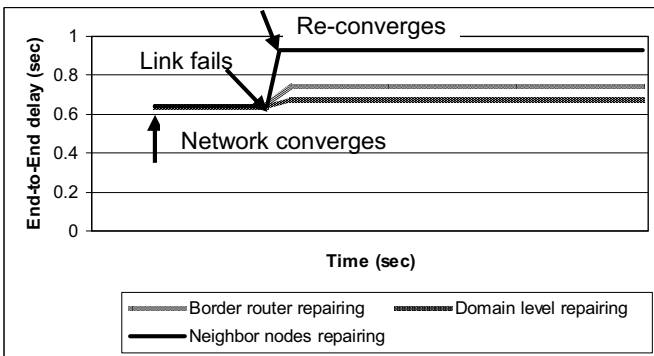 Re-converges
Link fails
Network converges
End-to-End delay (sec)
1
0.8
0.6
0.4
0.2
0
Time (sec)
Border router repairing
Domain level repairing
Neighbor nodes repairing